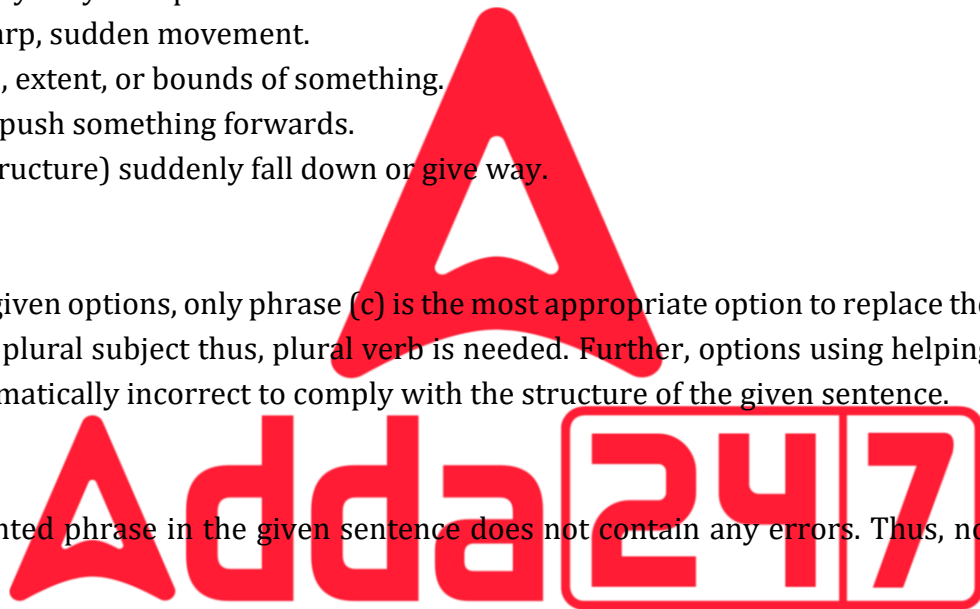 arp, sudden movement.
, extent, or bounds of something.
push something forwards.
ructure) suddenly fall down or give way.
given options, only phrase (c) is the most appropriate option to replace the
plural subject thus, plural verb is needed. Further, options using helping
matically incorrect to comply with the structure of the given sentence.
nted phrase in the given sentence does not contain any errors. Thus, no
Adda247